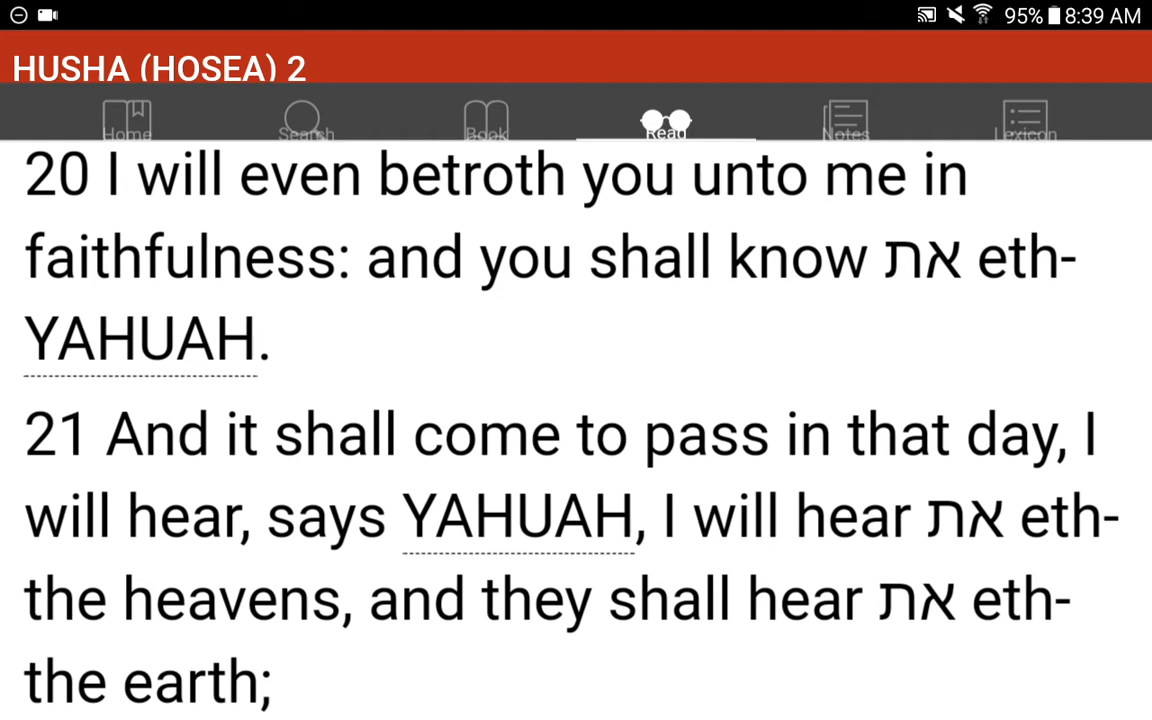 95% 8:39 AM
HUSHA (HOSEA) 2
Home Search Book Read Notes Lexicon
20 I will even betroth you unto me in
faithfulness: and you shall know את eth-
YAHUAH.
21 And it shall come to pass in that day, I
will hear, says YAHUAH, I will hear את eth-
the heavens, and they shall hear את eth-
the earth;